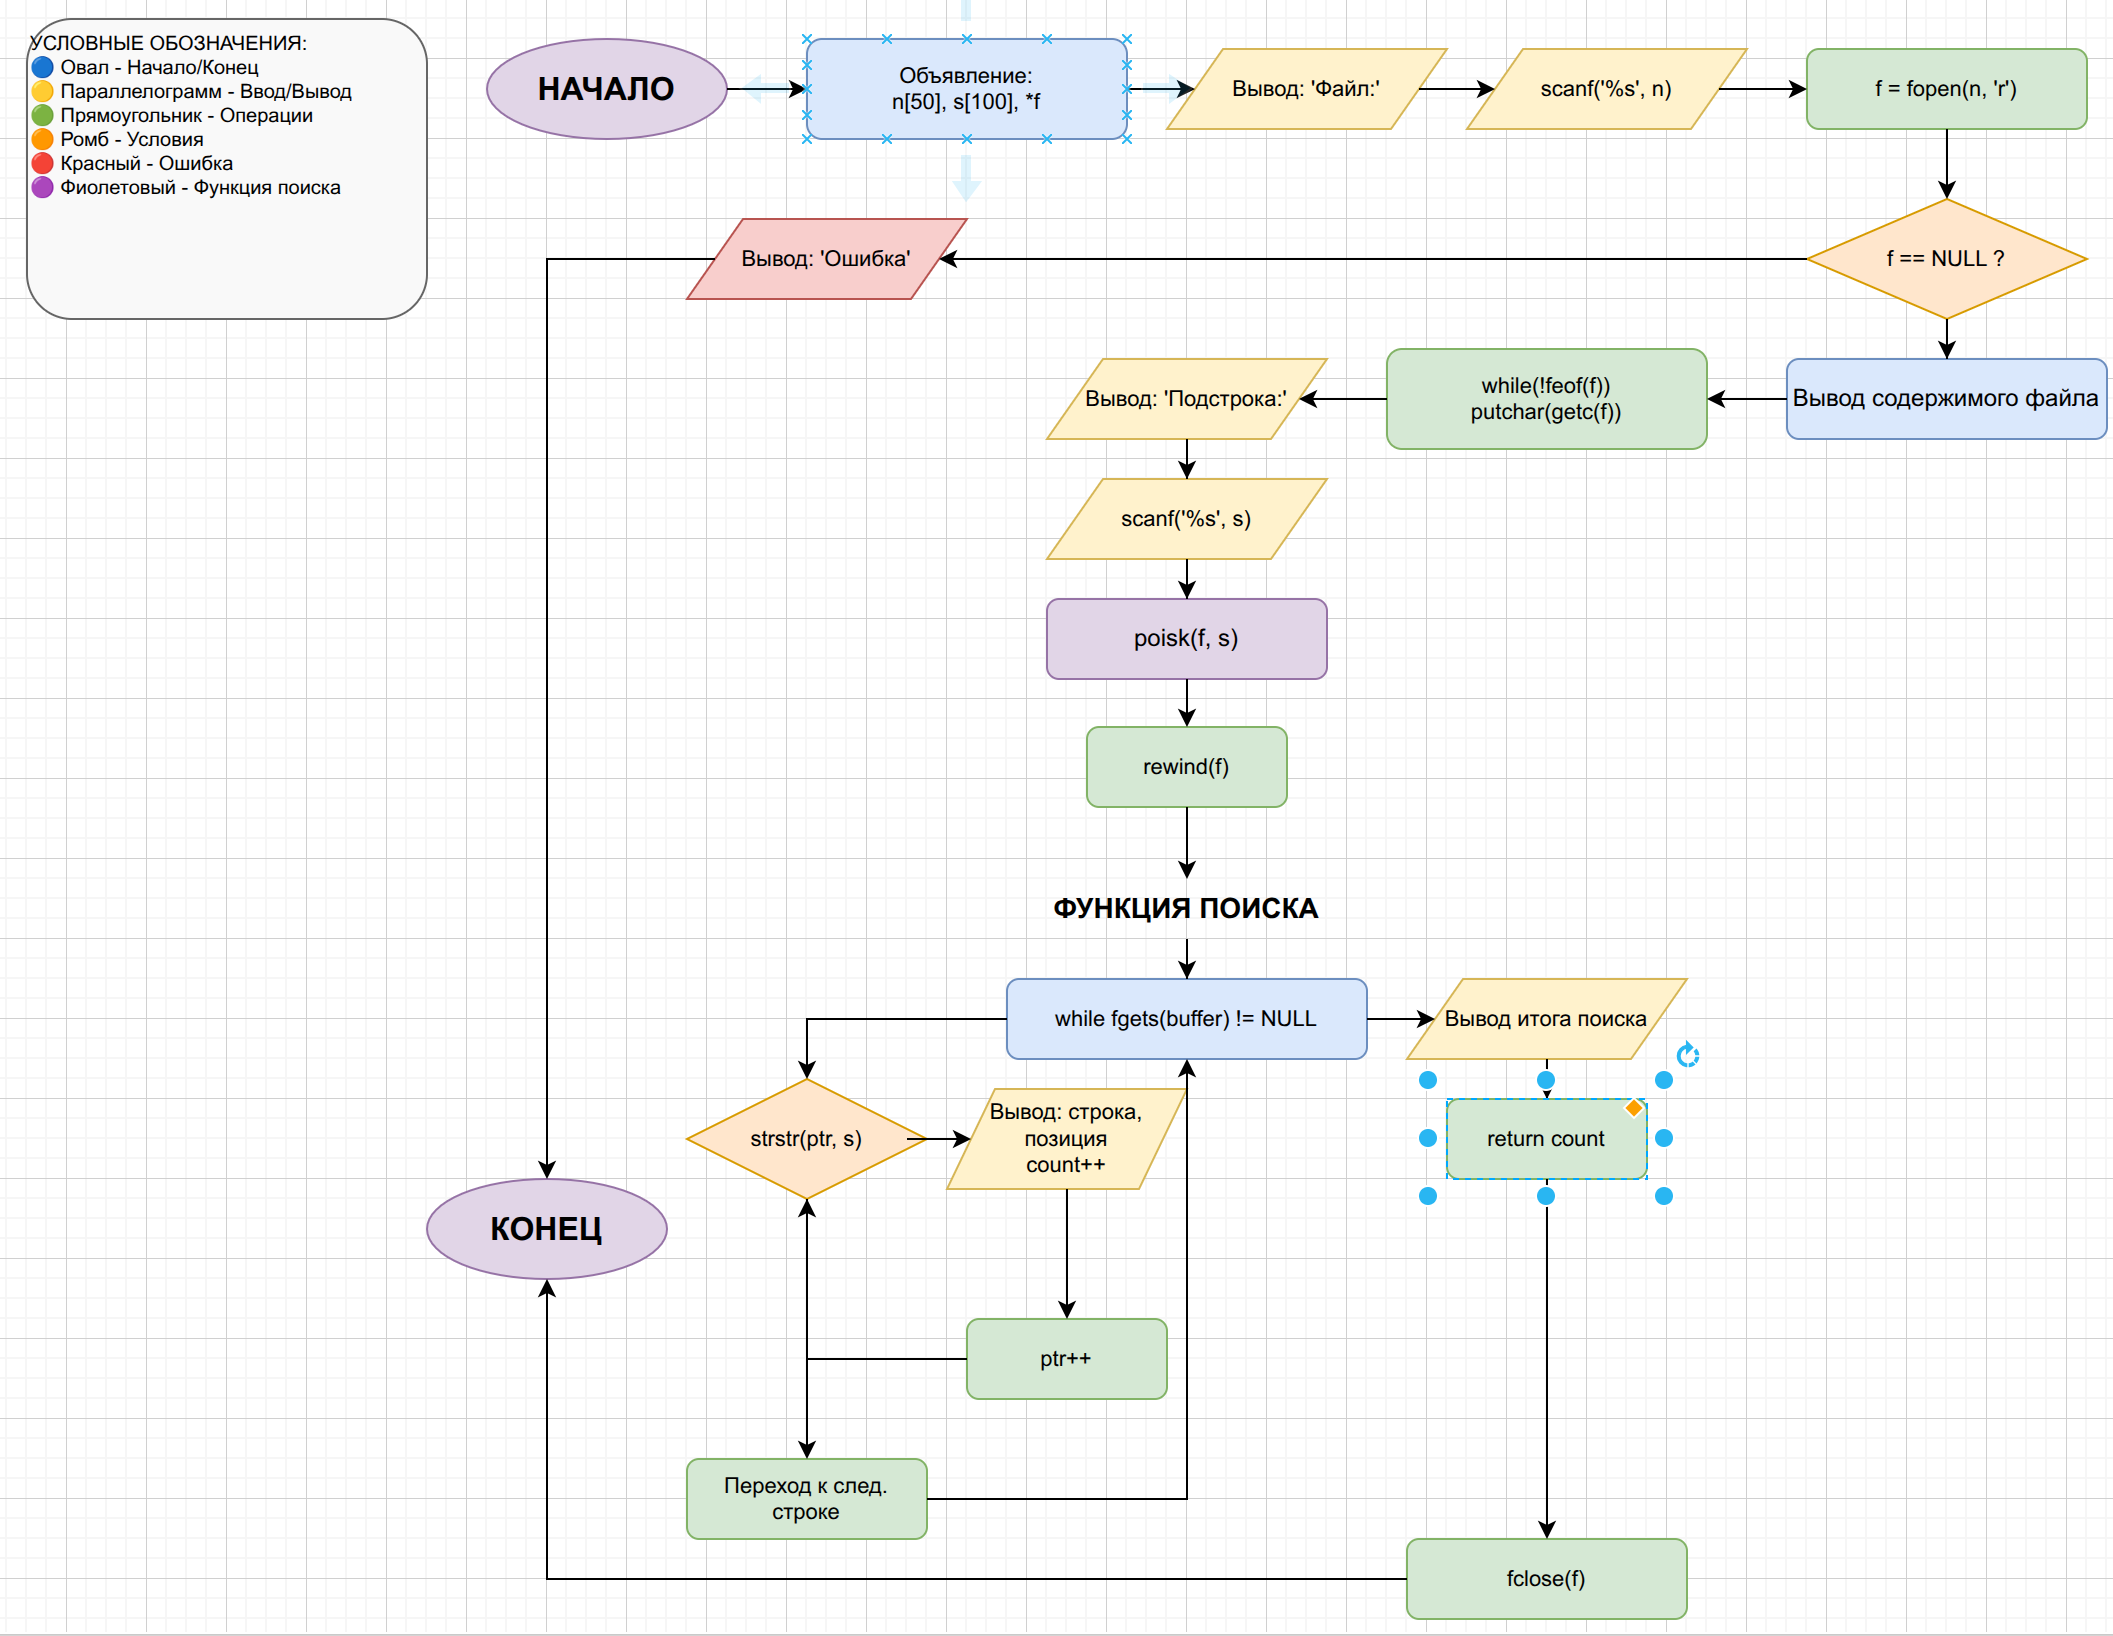 УСЛОВНЫЕ ОБОЗНАЧЕНИЯ:
Овал - Начало/Конец
Параллелограмм - Ввод/Вывод
Прямоугольник - Операции
Ромб - Условия
Красный - Ошибка
Фиолетовый - Функция поиска
НАЧАЛО
Объявление:
n[50], s[100], *f
Вывод: 'Файл:'
scanf('%s', n)
f = fopen(n, 'r')
Вывод: 'Ошибка'
f == NULL ?
Вывод: 'Подстрока:'
while(!feof(f))
putchar(getc(f))
Вывод содержимого файла
scanf('%s', s)
poisk(f, s)
rewind(f)
ФУНКЦИЯ ПОИСКА
while fgets(buffer) != NULL
Вывод итога поиска
strstr(ptr, s)
Вывод: строка,
позиция
count++
return count
КОНЕЦ
ptr++
Переход к след.
строке
fclose(f)